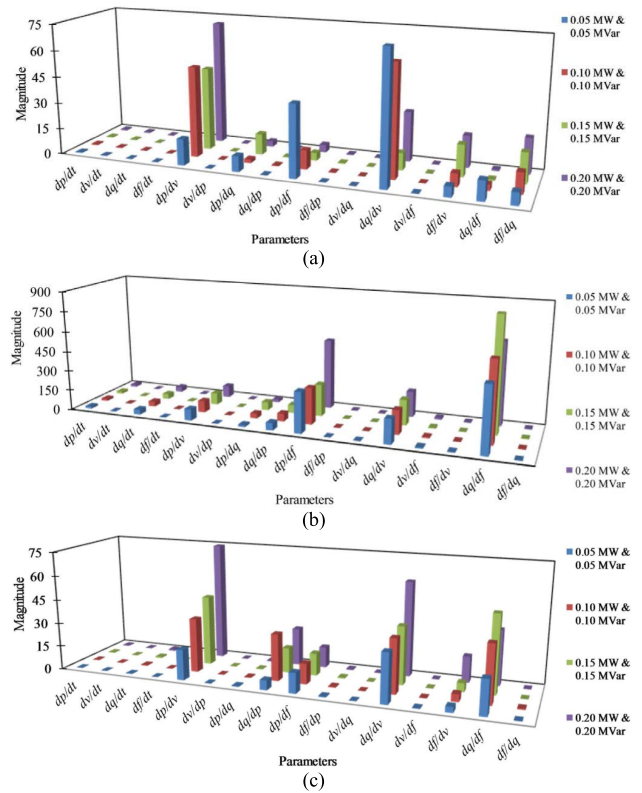 75
60
45
30
15
0
Magnitude
dp/dt
dv/dt
dq/dt
df/dt
dp/dv
dv/dp
dp/dq
dq/dp
dp/df
df/dp
dv/dq
dq/dv
dv/df
df/dv
dq/df
df/dq
Parameters
0.05 MW &
0.05 MVar
0.10 MW &
0.10 MVar
0.15 MW &
0.15 MVar
0.20 MW &
0.20 MVar
(a)
900
750
600
450
300
150
0
Magnitude
dp/dt
dv/dt
dq/dt
df/dt
dp/dv
dv/dp
dp/dq
dq/dp
dp/df
df/dp
dv/dq
dq/dv
dv/df
df/dv
dq/df
df/dq
Parameters
0.05 MW &
0.05 MVar
0.10 MW &
0.10 MVar
0.15 MW &
0.15 MVar
0.20 MW &
0.20 MVar
(b)
75
60
45
30
15
0
Magnitude
dp/dt
dv/dt
dq/dt
df/dt
dp/dv
dv/dp
dp/dq
dq/dp
dp/df
df/dp
dv/dq
dq/dv
dv/df
df/dv
dq/df
df/dq
Parameters
0.05 MW &
0.05 MVar
0.10 MW &
0.10 MVar
0.15 MW &
0.15 MVar
0.20 MW &
0.20 MVar
(c)